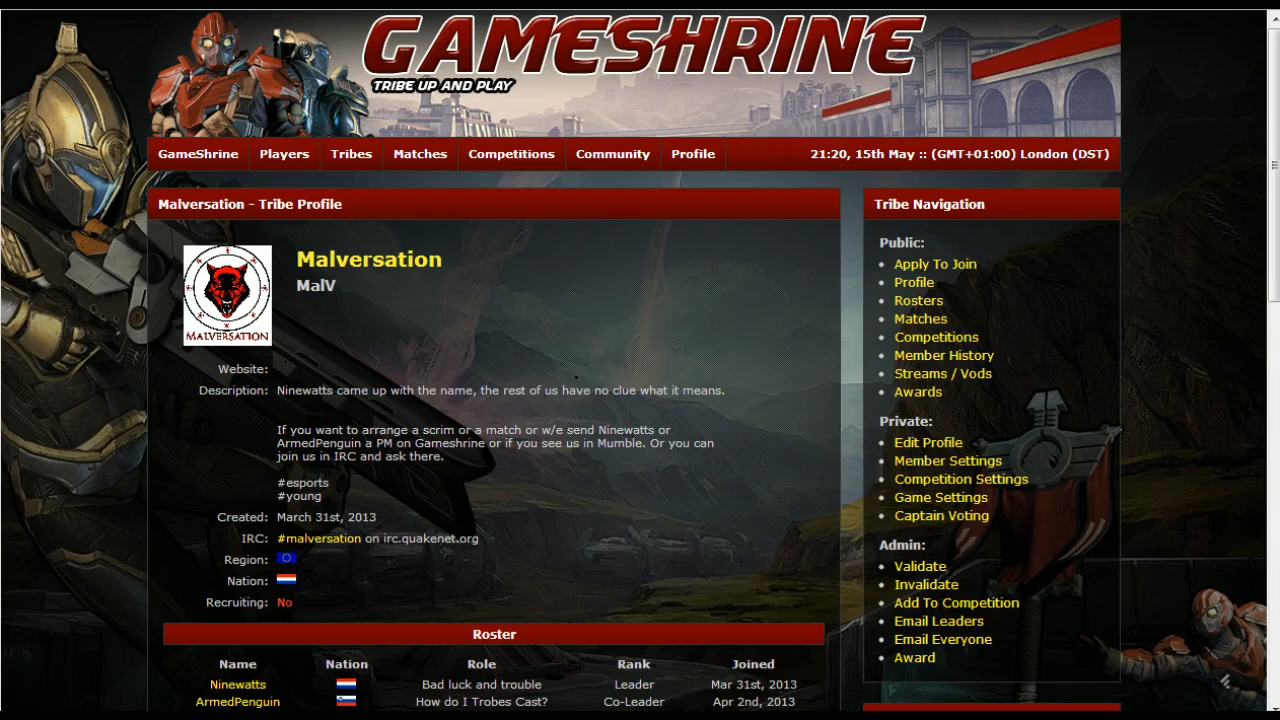 GAMESHRINE
TRIBE UP AND PLAY
GameShrine Players Tribes Matches Competitions Community Profile 21:20, 15th May :: (GMT+01:00) London (DST)
Malversation - Tribe Profile
Malversation
MalV
MALVERSATION
Website:
Description: Ninewatts came up with the name, the rest of us have no clue what it means.
If you want to arrange a scrim or a match or w/e send Ninewatts or
ArmedPenguin a PM on Gameshrine or if you see us in Mumble. Or you can
join us in IRC and ask there.
#esports
#young
Created: March 31st, 2013
IRC: #malversation on irc.quakenet.org
Region:
Nation:
Recruiting: No
Roster
Name Nation Role Rank Joined
Ninewatts Bad luck and trouble Leader Mar 31st, 2013
ArmedPenguin How do I Trobes Cast? Co-Leader Apr 2nd, 2013
Tribe Navigation
Public:
• Apply To Join
• Profile
• Rosters
• Matches
• Competitions
• Member History
• Streams / Vods
• Awards
Private:
• Edit Profile
• Member Settings
• Competition Settings
• Game Settings
• Captain Voting
Admin:
• Validate
• Invalidate
• Add To Competition
• Email Leaders
• Email Everyone
• Award